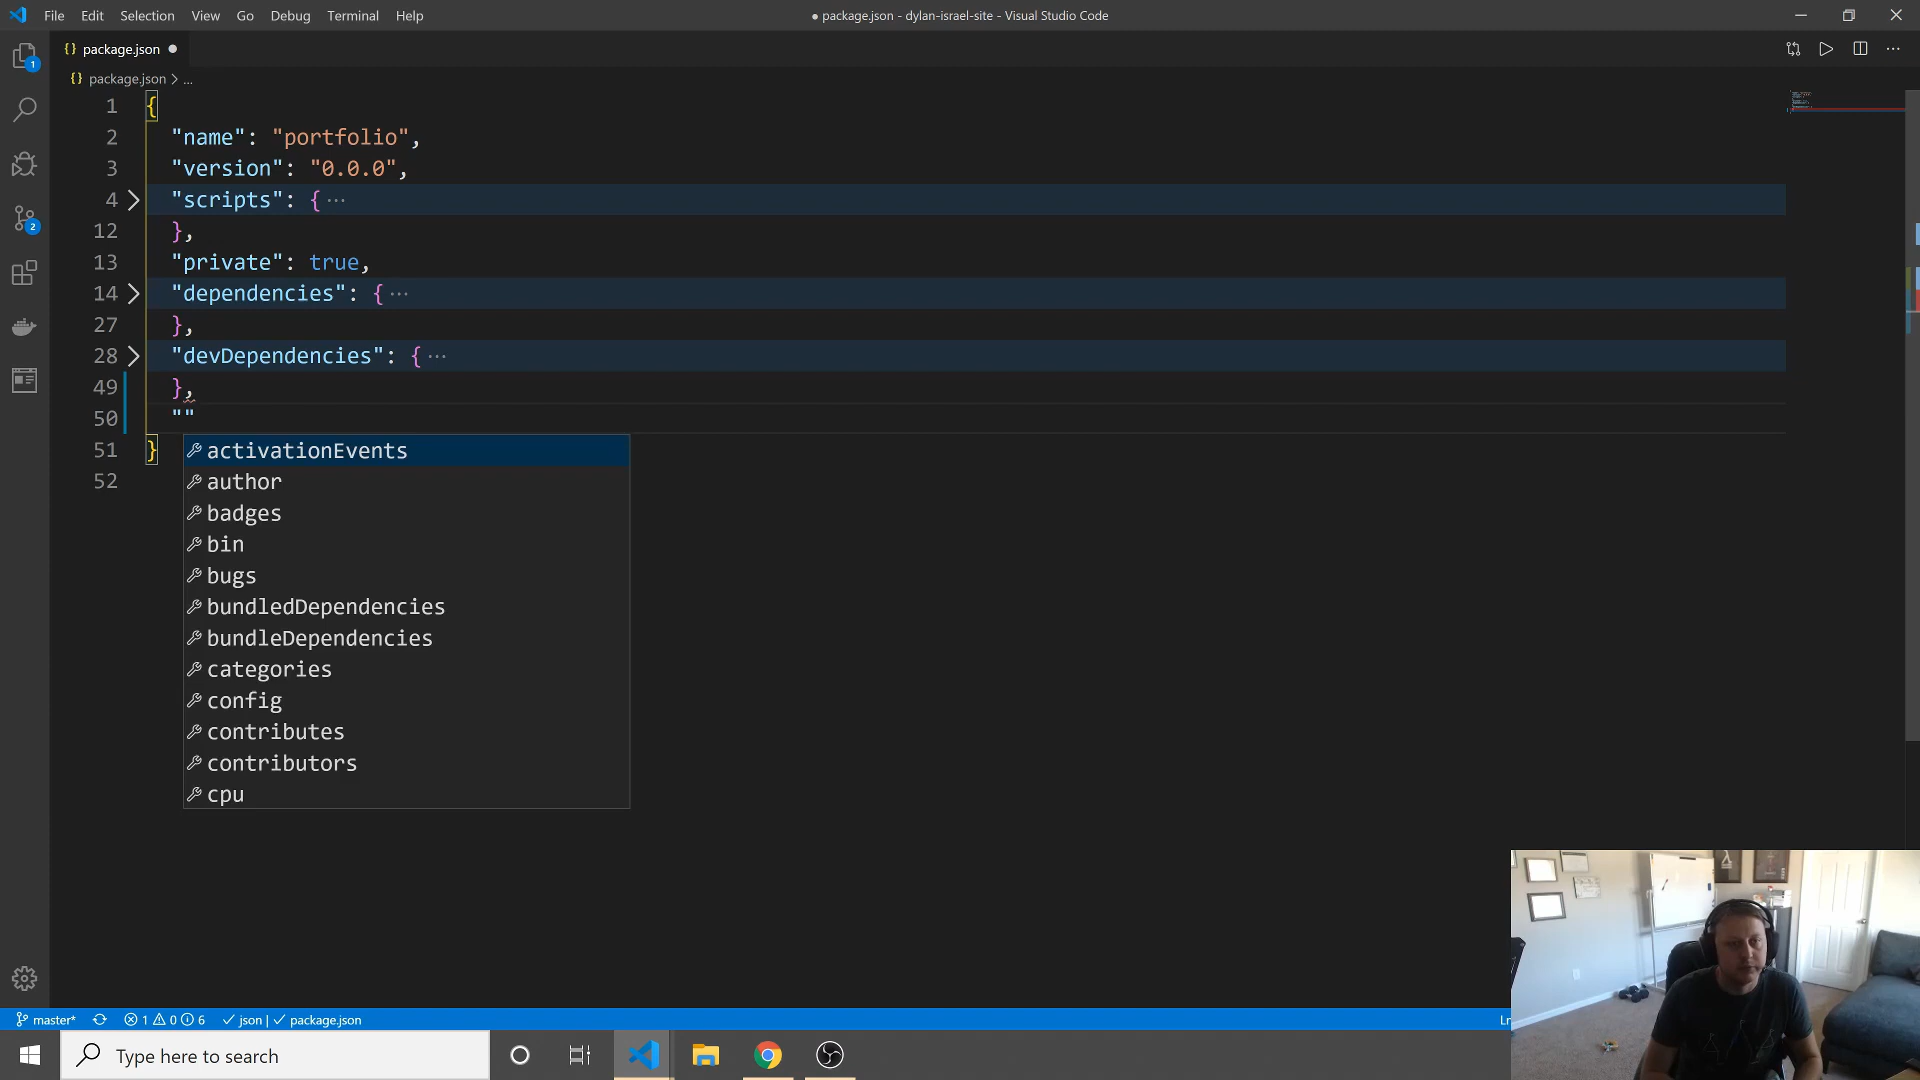 File Edit Selection View Go Debug Terminal Help
● package.json - dylan-israel-site - Visual Studio Code
{} package.json ●
{} package.json > ...
1 {
2 "name": "portfolio",
3 "version": "0.0.0",
4 "scripts": { ···
12 },
13 "private": true,
14 "dependencies": { ···
27 },
28 "devDependencies": { ···
49 },
50 ""
51 }
52
activationEvents
author
badges
bin
bugs
bundledDependencies
bundleDependencies
categories
config
contributes
contributors
cpu
1
2
master* 1 0 6 ✓ json | ✓ package.json
Ln
Type here to search